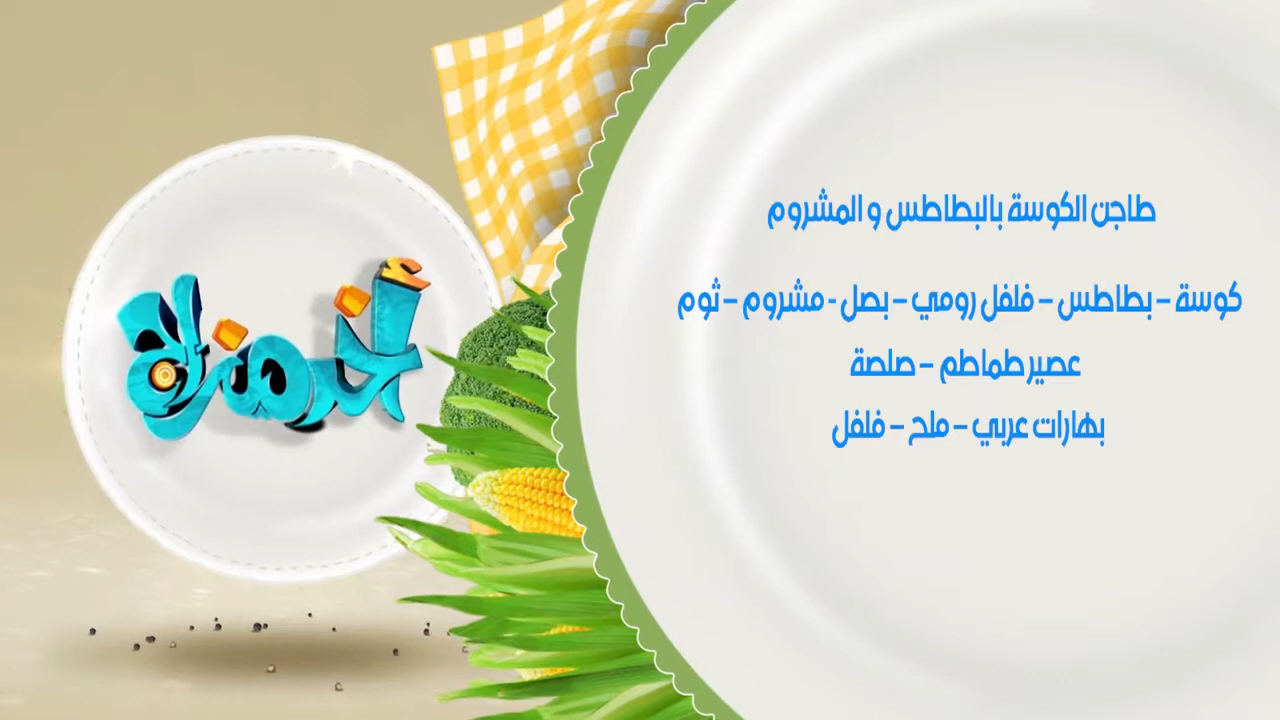 طاجن الكوسة بالبطاطس و المشروم
كوسة – بطاطس – فلفل رومي – بصل - مشروم – ثوم
عصير طماطم – صلصة
بهارات عربي – ملح – فلفل